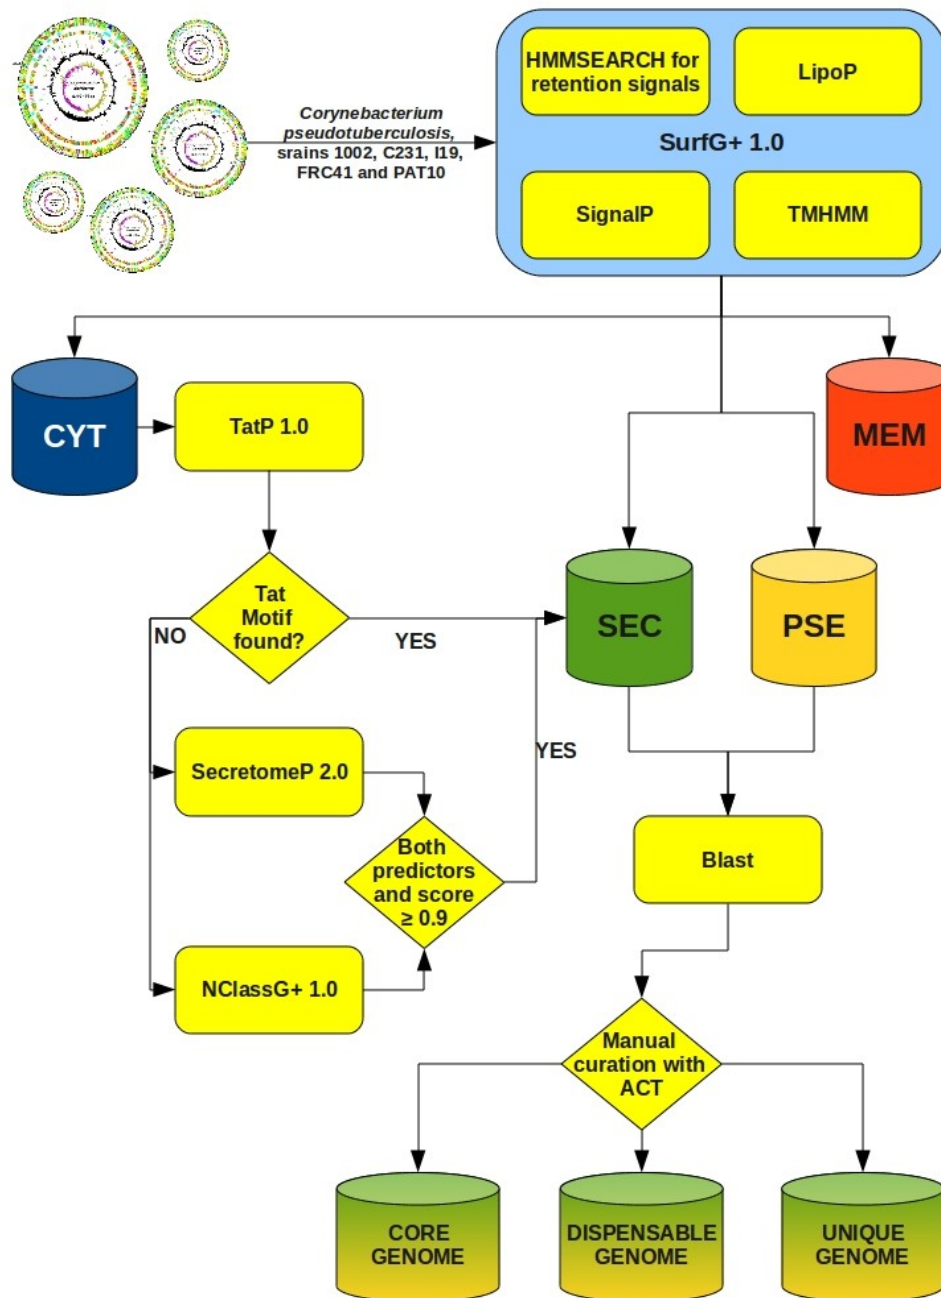 HMMSEARCH for
retention signals
LipoP
Corynebacterium
pseudotuberculosis,
srains 1002, C231, I19,
FRC41 and PAT10
SurfG+ 1.0
SignalP
TMHMM
CYT
TatP 1.0
MEM
Tat
Motif
found?
NO
YES
SEC
PSE
YES
SecretomeP 2.0
Both
predictors
and score
≥ 0.9
Blast
NClassG+ 1.0
Manual
curation with
ACT
CORE
GENOME
DISPENSABLE
GENOME
UNIQUE
GENOME